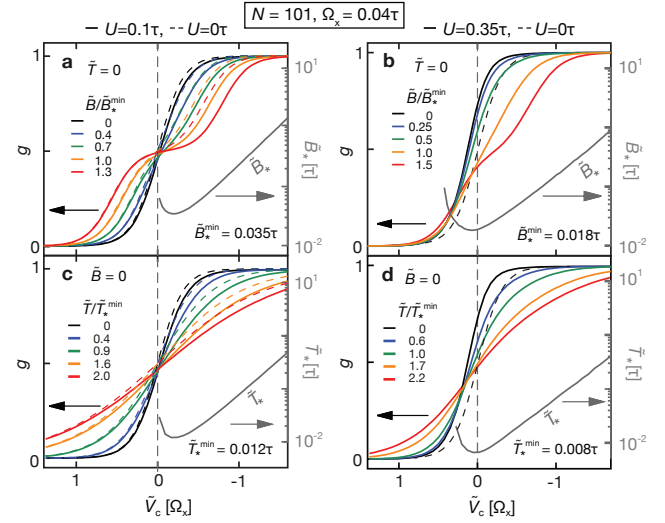 N = 101, Ωₓ = 0.04τ
— U=0.1τ, -- U=0τ
— U=0.35τ, -- U=0τ
a
T̃ = 0
B̃/B̃*ᵐⁱⁿ
0
0.4
0.7
1.0
1.3
B̃*
B̃*ᵐⁱⁿ = 0.035τ
g
1
0
b
T̃ = 0
B̃/B̃*ᵐⁱⁿ
0
0.25
0.5
1.0
1.5
B̃*
B̃*ᵐⁱⁿ = 0.018τ
g
1
0
10¹
B̃* [τ]
10⁻²
10¹
B̃* [τ]
10⁻²
c
B̃ = 0
T̃/T̃*ᵐⁱⁿ
0
0.4
0.9
1.6
2.0
T̃*
T̃*ᵐⁱⁿ = 0.012τ
g
1
0
d
B̃ = 0
T̃/T̃*ᵐⁱⁿ
0
0.6
1.0
1.7
2.2
T̃*
T̃*ᵐⁱⁿ = 0.008τ
g
1
0
10¹
T̃* [τ]
10⁻²
10¹
T̃* [τ]
10⁻²
1 0 -1
Ṽ_c [Ωₓ]
1 0 -1
Ṽ_c [Ωₓ]